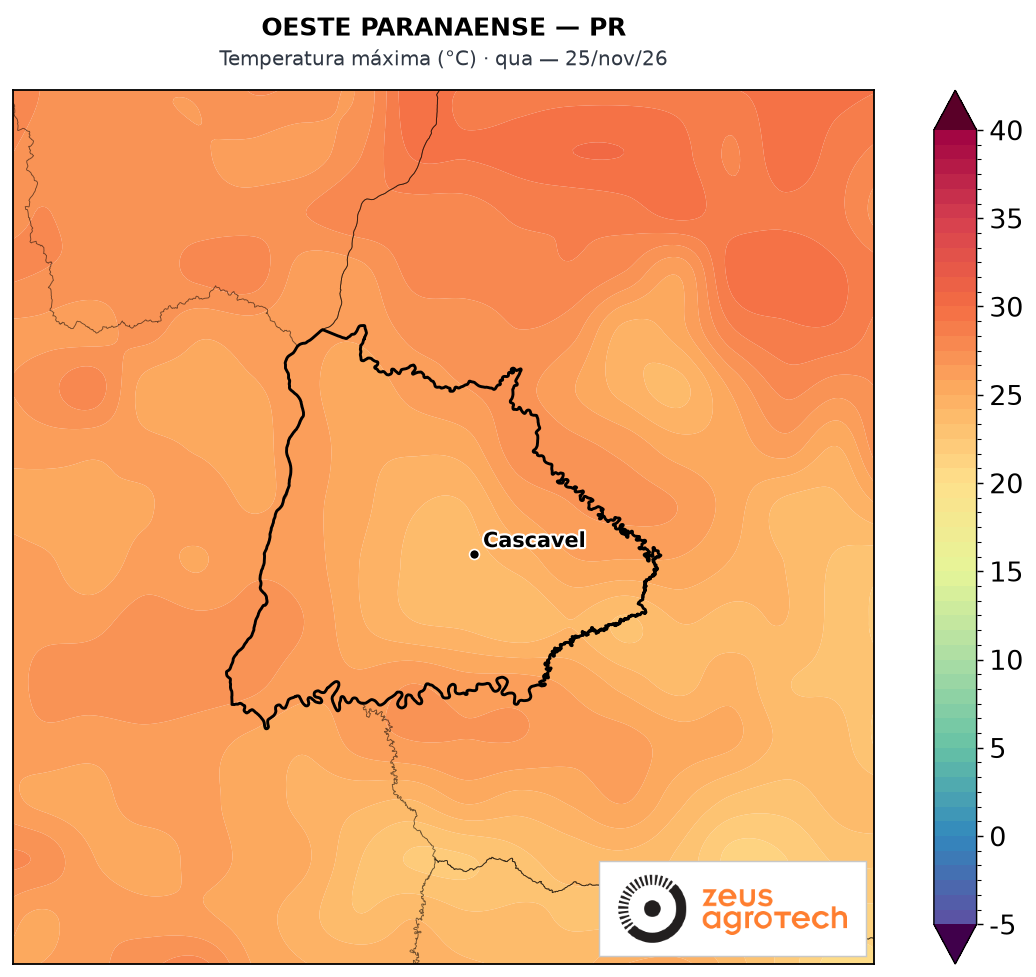 OESTE PARANAENSE — PR
Temperatura máxima (°C) · qua — 25/nov/26
40
35
30
25
20
15
10
5
0
-5
Cascavel
zeus
agrotech